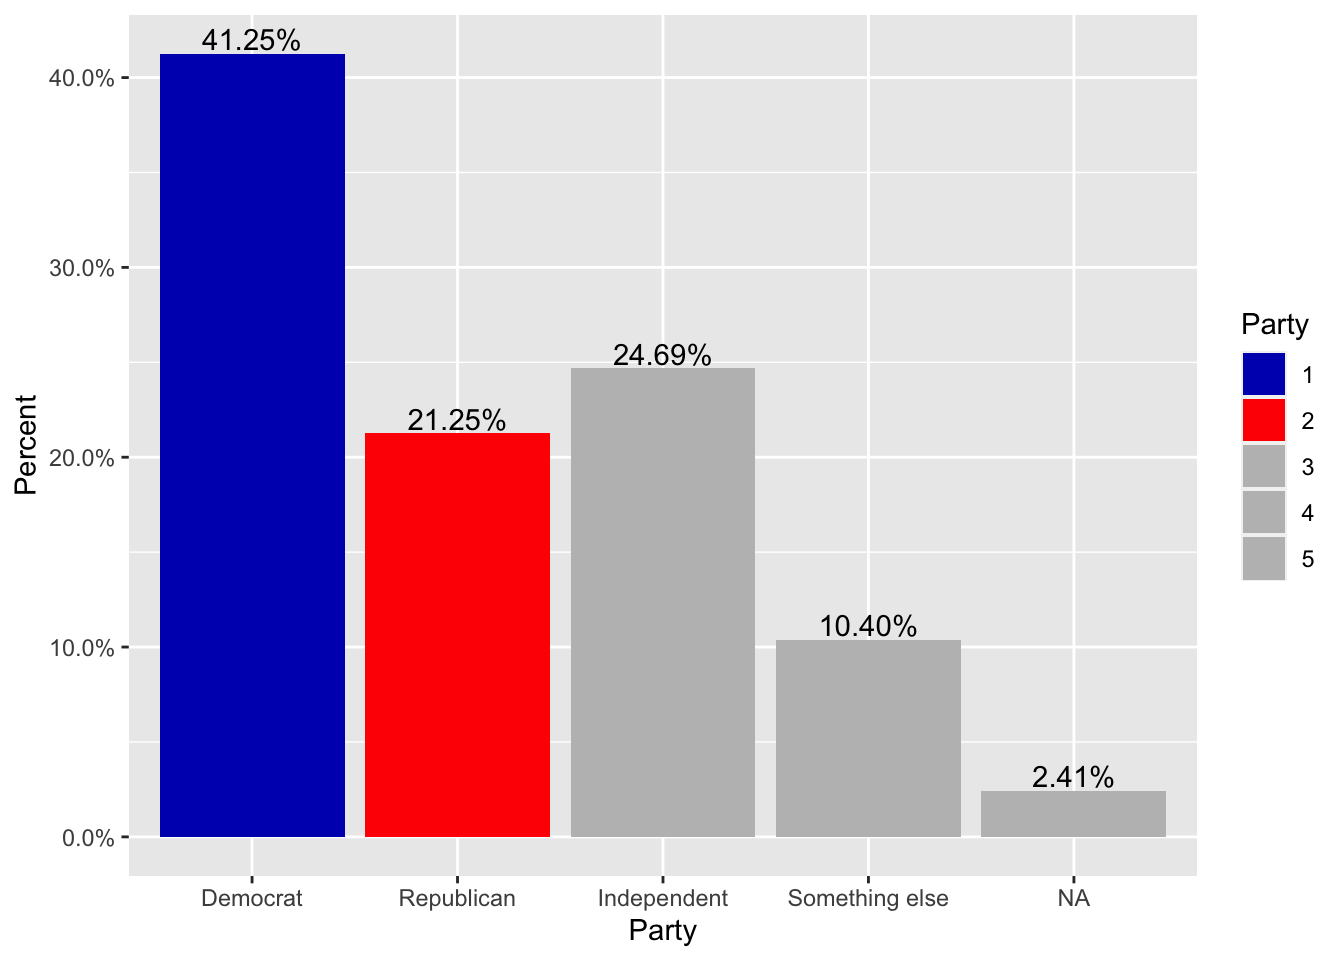 41.25%
40.0%
30.0%
24.69%
21.25%
20.0%
10.40%
10.0%
2.41%
0.0%
Percent
Democrat
Republican
Independent
Something else
NA
Party
Party
1
2
3
4
5